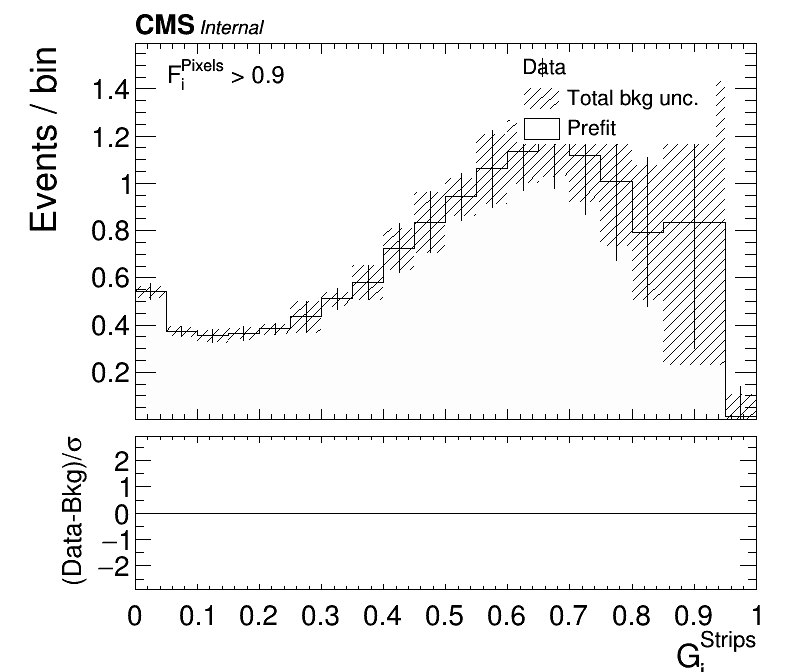 CMS Internal
F_i^Pixels > 0.9
Data
Total bkg unc.
Prefit
Events / bin
1.4
1.2
1
0.8
0.6
0.4
0.2
(Data-Bkg)/σ
2
1
0
−1
−2
0 0.1 0.2 0.3 0.4 0.5 0.6 0.7 0.8 0.9 1
G_i^Strips